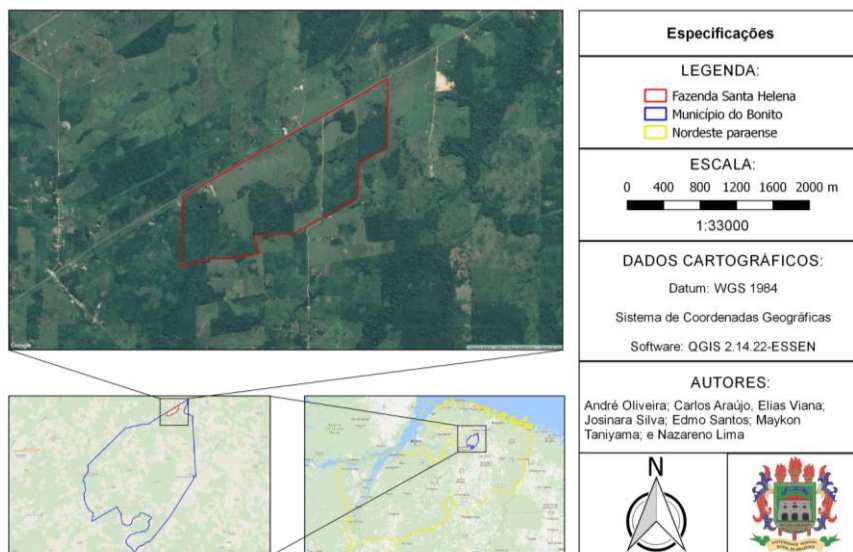 Especificações
LEGENDA:
Fazenda Santa Helena
Município do Bonito
Nordeste paraense
ESCALA:
0 400 800 1200 1600 2000 m
1:33000
DADOS CARTOGRÁFICOS:
Datum: WGS 1984
Sistema de Coordenadas Geográficas
Software: QGIS 2.14.22-ESSEN
AUTORES:
André Oliveira; Carlos Araújo, Elias Viana;
Josinara Silva; Edmo Santos; Maykon
Taniyama; e Nazareno Lima
N
Google